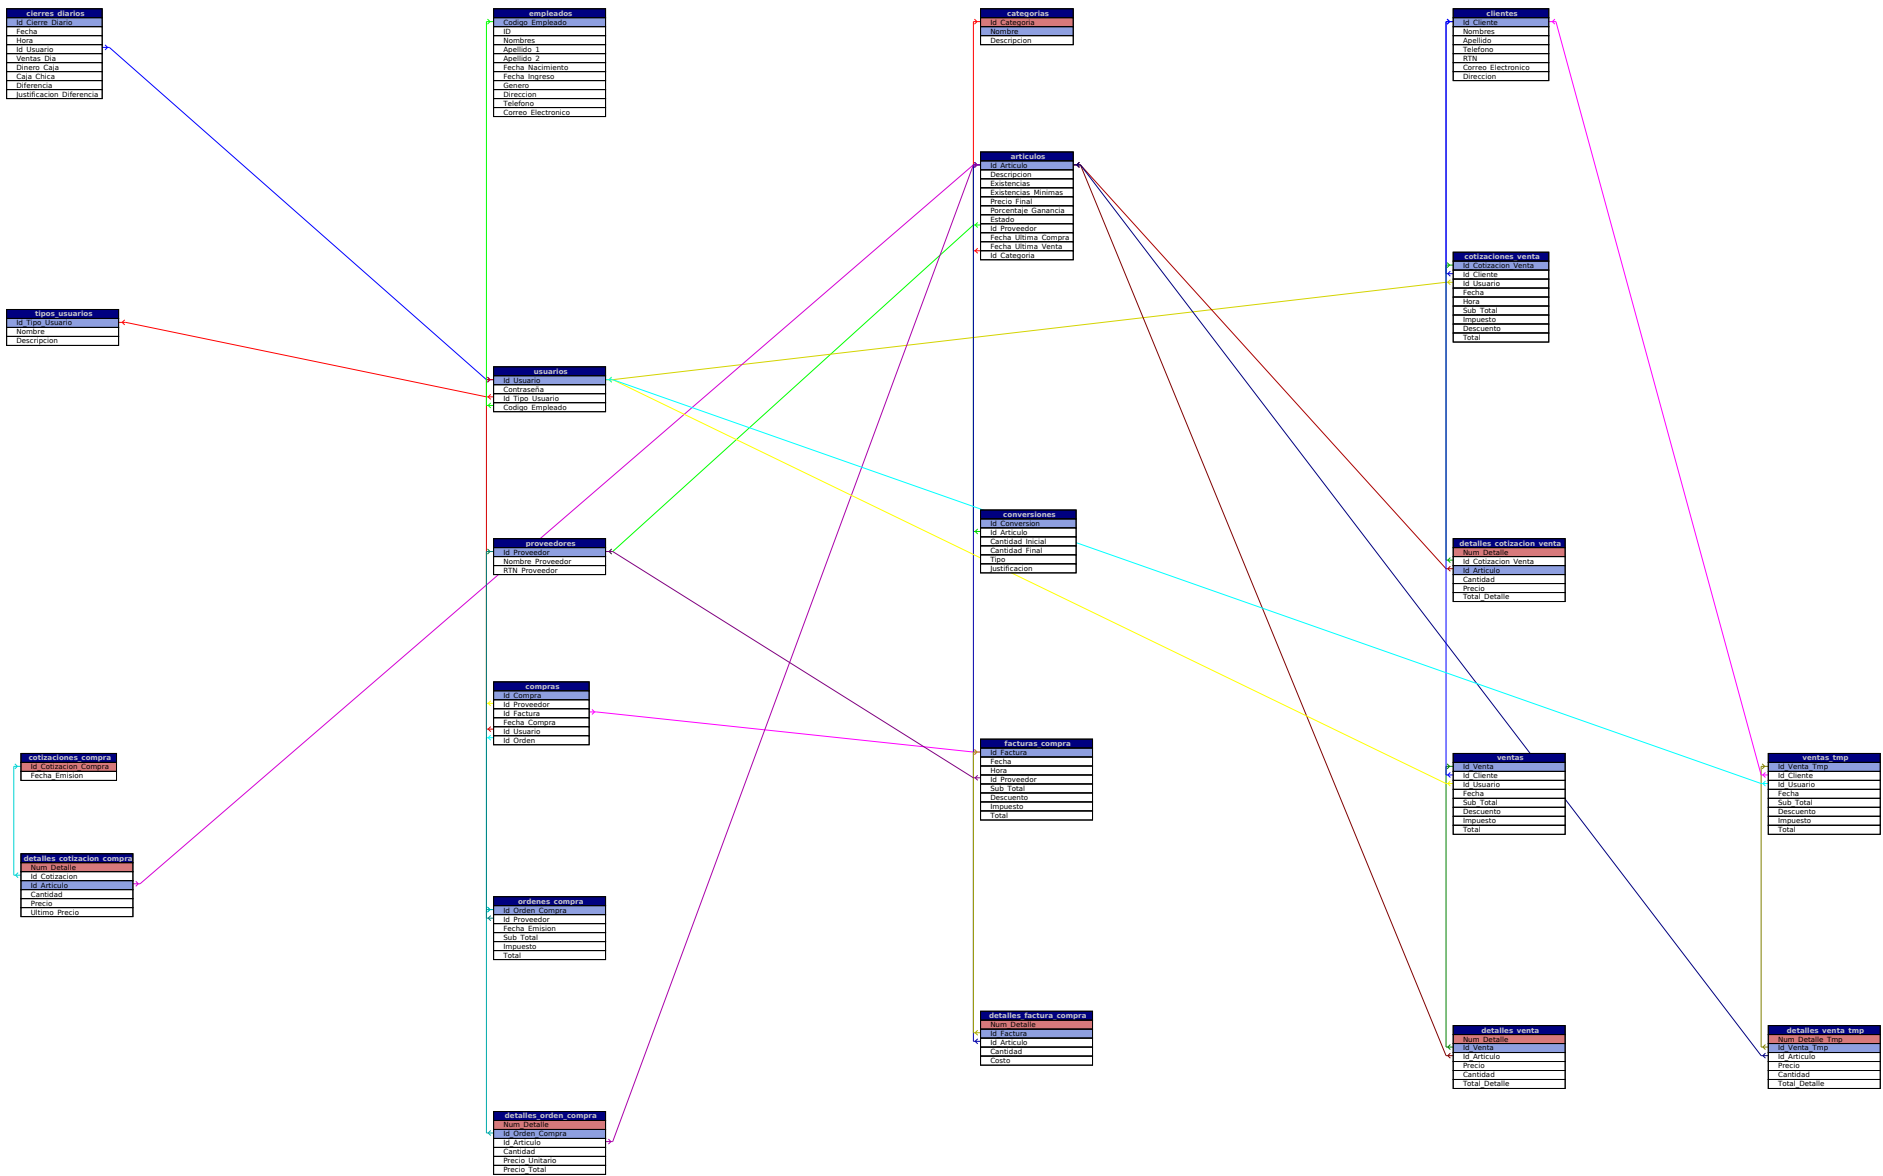 cierres_diarios
Id_Cierre_Diario
Fecha
Hora
Id_Usuario
Ventas_Dia
Dinero_Caja
Caja_Chica
Diferencia
Justificacion_Diferencia
empleados
Codigo_Empleado
ID
Nombres
Apellido_1
Apellido_2
Fecha_Nacimiento
Fecha_Ingreso
Genero
Direccion
Telefono
Correo_Electronico
categorias
Id_Categoria
Nombre
Descripcion
clientes
Id_Cliente
Nombres
Apellido
Telefono
RTN
Correo_Electronico
Direccion
articulos
Id_Articulo
Descripcion
Existencias
Existencias_Minimas
Precio_Final
Porcentaje_Ganancia
Estado
Id_Proveedor
Fecha_Ultima_Compra
Fecha_Ultima_Venta
Id_Categoria
cotizaciones_venta
Id_Cotizacion_Venta
Id_Cliente
Id_Usuario
Fecha
Hora
Sub_Total
Impuesto
Descuento
Total
tipos_usuarios
Id_Tipo_Usuario
Nombre
Descripcion
usuarios
Id_Usuario
Contraseña
Id_Tipo_Usuario
Codigo_Empleado
conversiones
Id_Conversion
Id_Articulo
Cantidad_Inicial
Cantidad_Final
Tipo
Justificacion
proveedores
Id_Proveedor
Nombre_Proveedor
RTN_Proveedor
detalles_cotizacion_venta
Num_Detalle
Id_Cotizacion_Venta
Id_Articulo
Cantidad
Precio
Total_Detalle
compras
Id_Compra
Id_Proveedor
Id_Factura
Fecha_Compra
Id_Usuario
Id_Orden
facturas_compra
Id_Factura
Fecha
Hora
Id_Proveedor
Sub_Total
Descuento
Impuesto
Total
cotizaciones_compra
Id_Cotizacion_Compra
Fecha_Emision
ventas
Id_Venta
Id_Cliente
Id_Usuario
Fecha
Sub_Total
Descuento
Impuesto
Total
ventas_tmp
Id_Venta_Tmp
Id_Cliente
Id_Usuario
Fecha
Sub_Total
Descuento
Impuesto
Total
detalles_cotizacion_compra
Num_Detalle
Id_Cotizacion
Id_Articulo
Cantidad
Precio
Ultimo_Precio
ordenes_compra
Id_Orden_Compra
Id_Proveedor
Fecha_Emision
Sub_Total
Impuesto
Total
detalles_factura_compra
Num_Detalle
Id_Factura
Id_Articulo
Cantidad
Costo
detalles_venta
Num_Detalle
Id_Venta
Id_Articulo
Precio
Cantidad
Total_Detalle
detalles_venta_tmp
Num_Detalle_Tmp
Id_Venta_Tmp
Id_Articulo
Precio
Cantidad
Total_Detalle
detalles_orden_compra
Num_Detalle
Id_Orden_Compra
Id_Articulo
Cantidad
Precio_Unitario
Precio_Total